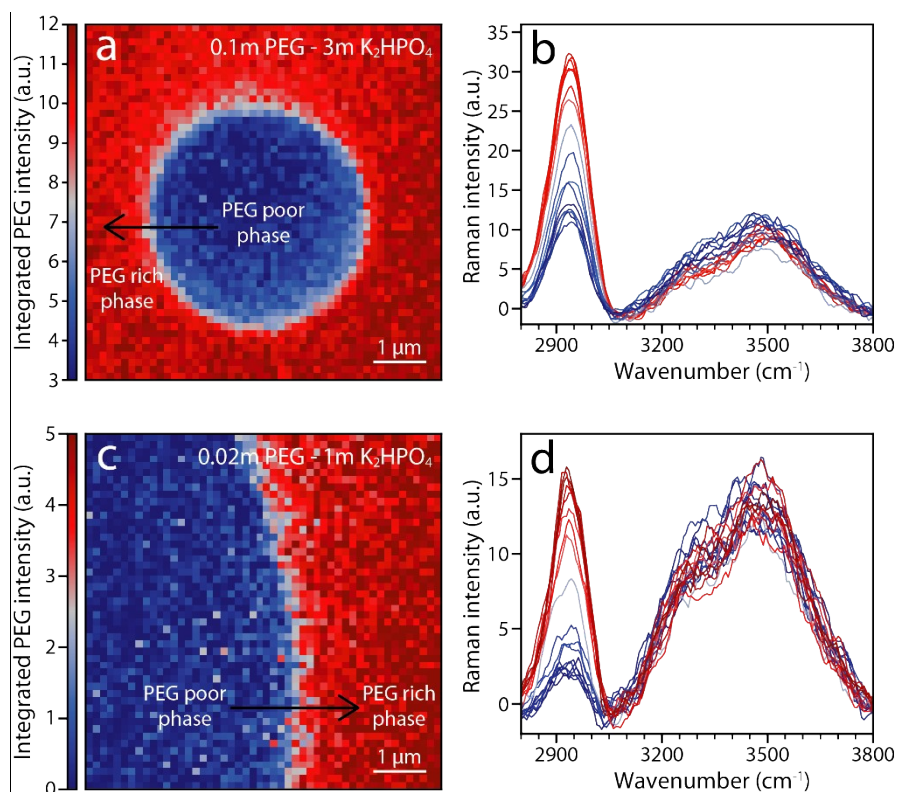 a
0.1m PEG - 3m K₂HPO₄
Integrated PEG intensity (a.u.)
12
11
10
9
8
7
6
5
4
3
PEG poor
phase
PEG rich
phase
1 µm
b
Raman intensity (a.u.)
35
30
25
20
15
10
5
0
2900 3200 3500 3800
Wavenumber (cm⁻¹)
c
0.02m PEG - 1m K₂HPO₄
Integrated PEG intensity (a.u.)
5
4
3
2
1
0
PEG poor
phase
PEG rich
phase
1 µm
d
Raman intensity (a.u.)
15
10
5
0
2900 3200 3500 3800
Wavenumber (cm⁻¹)